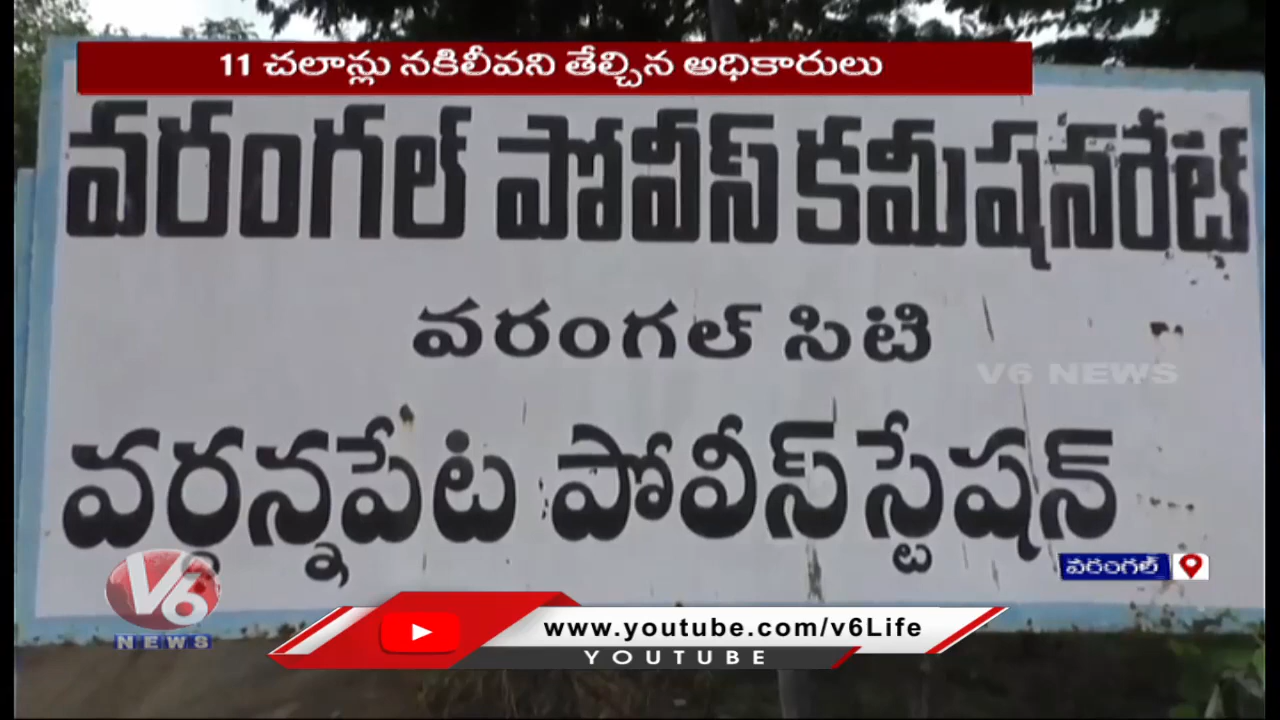 11 చలాన్లు నకిలీవని తేల్చిన అధికారులు
వరంగల్ పోలీస్ కమీషనరేట్
వరంగల్ సిటి
V6 NEWS
వర్ధన్నపేట పోలీస్ స్టేషన్
వరంగల్
V6
NEWS
www.youtube.com/v6Life
YOUTUBE